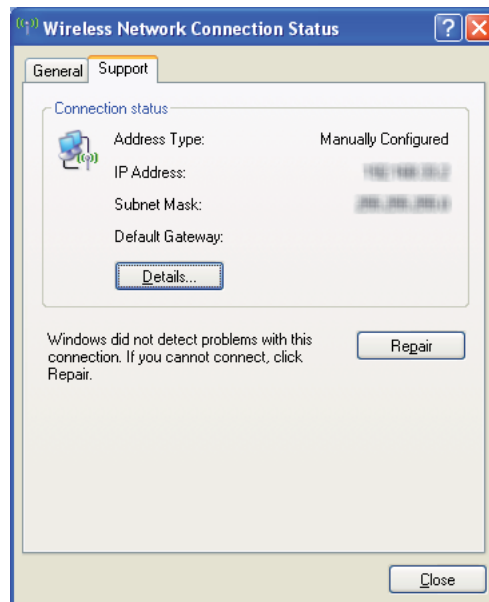 Wireless Network Connection Status
General Support
Connection status
Address Type: Manually Configured
IP Address:
Subnet Mask:
Default Gateway:
Details...
Windows did not detect problems with this
connection. If you cannot connect, click
Repair.
Repair
Close